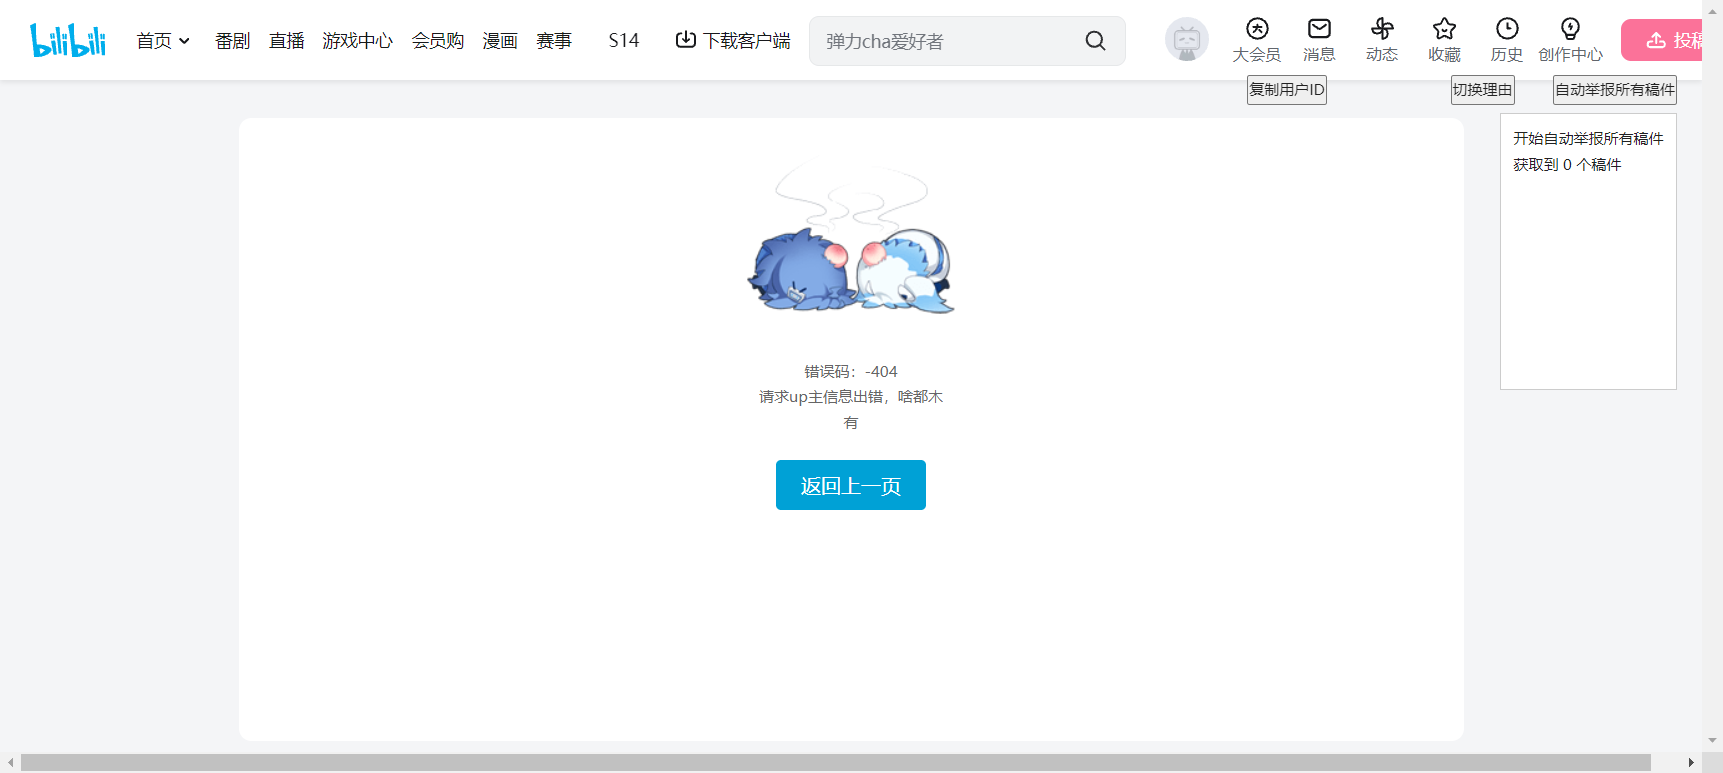 bilibili
首页 番剧 直播 游戏中心 会员购 漫画 赛事 S14 下载客户端 弹力cha爱好者
大会员 消息 动态 收藏 历史 创作中心 投稿
复制用户ID 切换理由 自动举报所有稿件
开始自动举报所有稿件
获取到 0 个稿件
错误码：-404
请求up主信息出错，啥都木
有
返回上一页